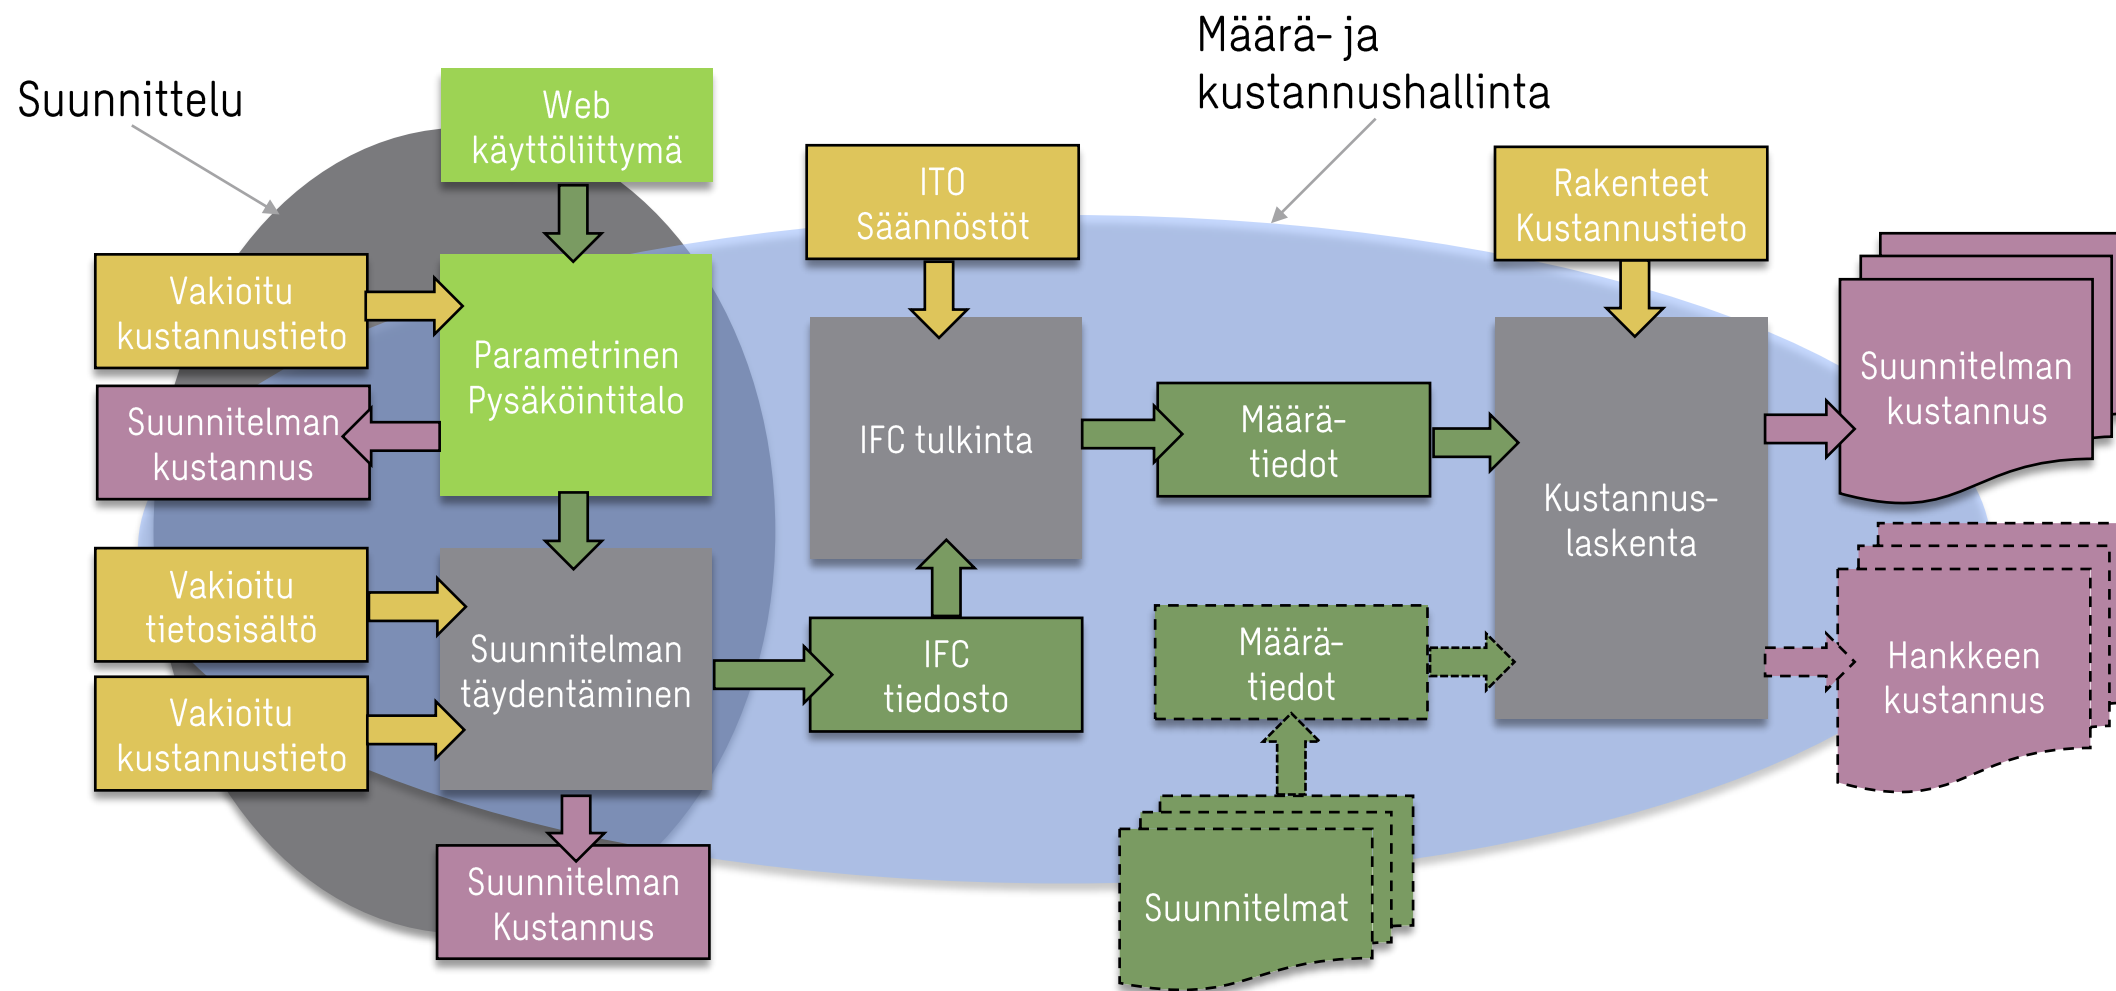 Suunnittelu
Määrä- ja
kustannushallinta
Web
käyttöliittymä
ITO
Säännöstöt
Rakenteet
Kustannustieto
Vakioitu
kustannustieto
Parametrinen
Pysäköintitalo
Suunnitelman
kustannus
IFC tulkinta
Määrä-
tiedot
Kustannus-
laskenta
Suunnitelman
kustannus
Vakioitu
tietosisältö
Suunnitelman
täydentäminen
IFC
tiedosto
Määrä-
tiedot
Hankkeen
kustannus
Vakioitu
kustannustieto
Suunnitelman
Kustannus
Suunnitelmat